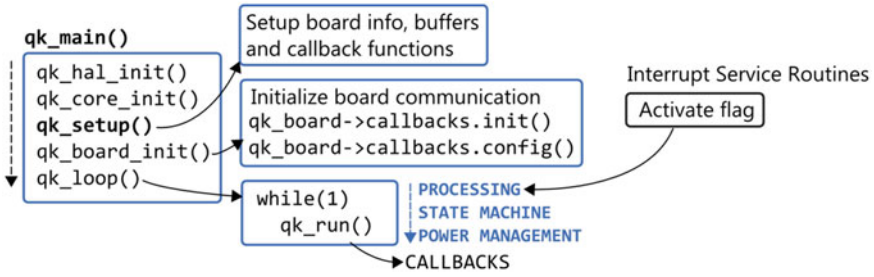 qk_main()
qk_hal_init()
qk_core_init()
qk_setup()
qk_board_init()
qk_loop()
Setup board info, buffers
and callback functions
Initialize board communication
qk_board->callbacks.init()
qk_board->callbacks.config()
Interrupt Service Routines
Activate flag
while(1)
qk_run()
PROCESSING
STATE MACHINE
POWER MANAGEMENT
CALLBACKS